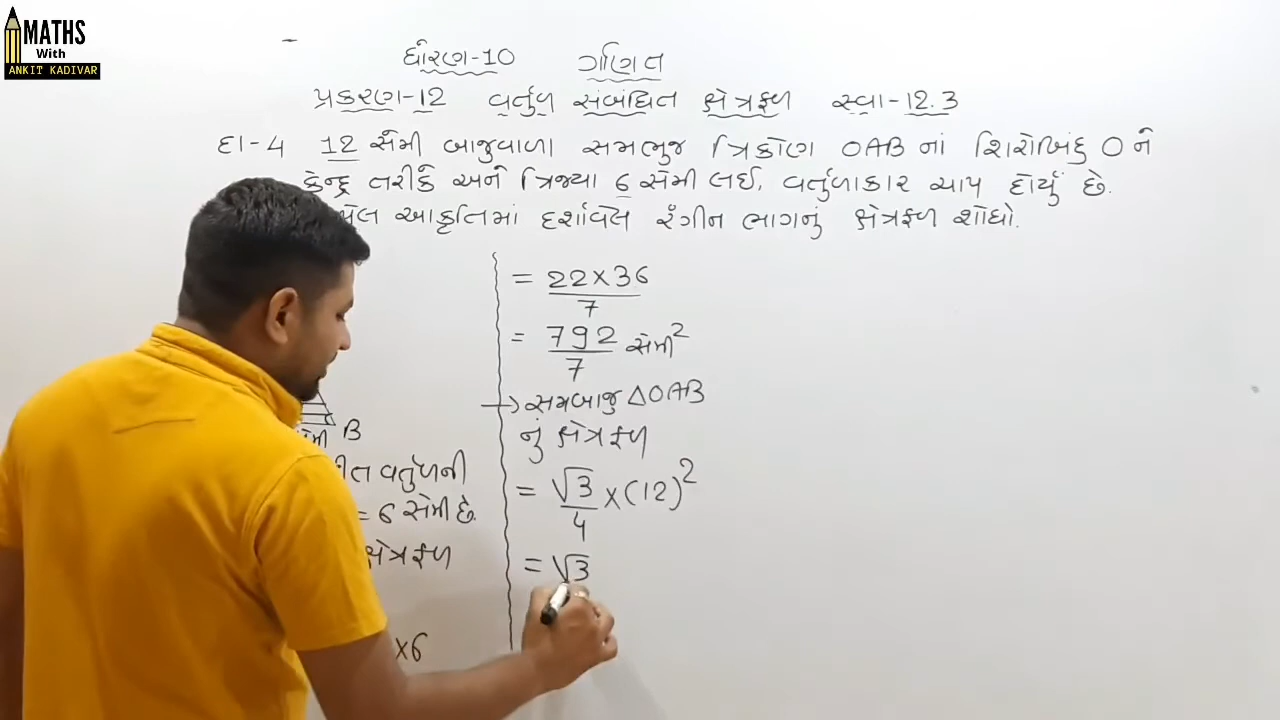 MATHS
With
ANKIT KADIVAR
ધોરણ-10 ગણિત
પ્રકરણ-12 વર્તુળ સંબંધિત ક્ષેત્રફળ સ્વા-12.3
દા-4 12 સેમી બાજુવાળા સમભુજ ત્રિકોણ OAB નાં શિરોબિંદુ O ને
કેન્દ્ર તરીકે અને ત્રિજ્યા 6 સેમી લઈ, વર્તુળાકાર ચાપ દોર્યું છે.
આકૃતિમાં દર્શાવેલ રંગીન ભાગનું ક્ષેત્રફળ શોધો.
B
વર્તુળની
= 6 સેમી છે.
ક્ષેત્રફળ
×6
= 22×36
7
= 792 સેમી²
7
→ સમબાજુ △OAB
નું ક્ષેત્રફળ
= √3 ×(12)²
4
= √3